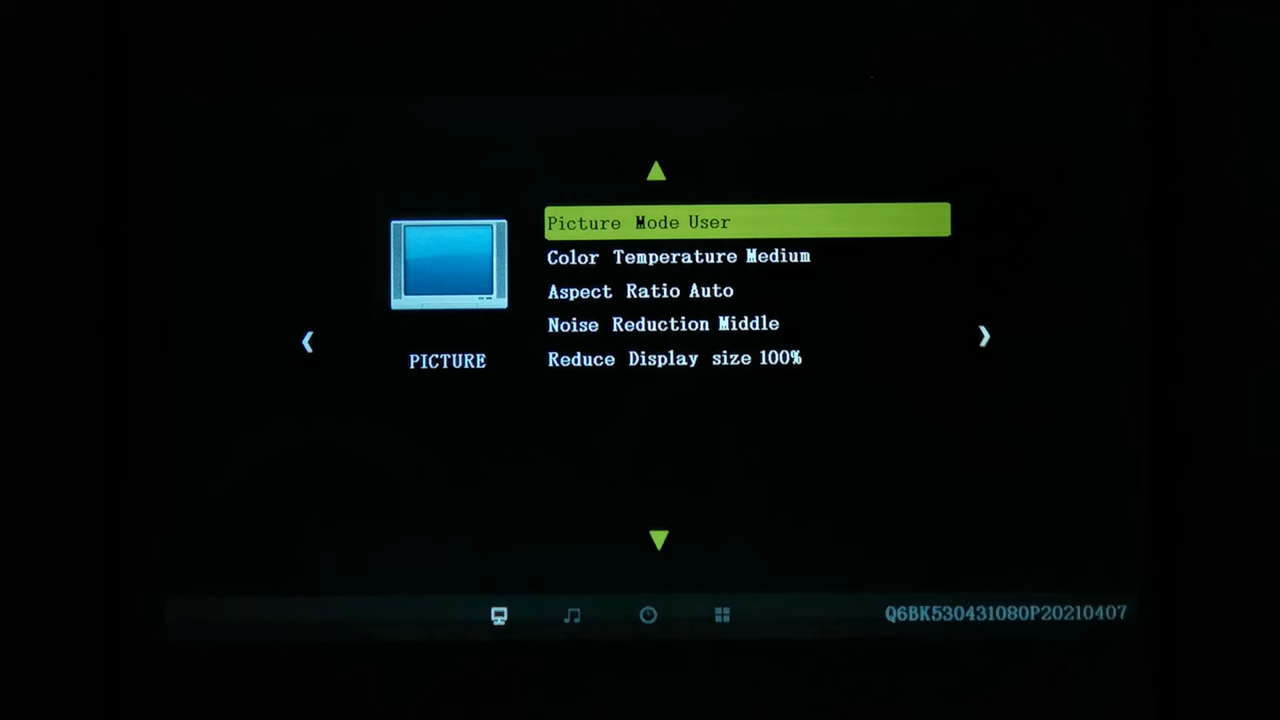 Picture Mode User
Color Temperature Medium
Aspect Ratio Auto
Noise Reduction Middle
Reduce Display size 100%
PICTURE
Q6BK530431080P20210407